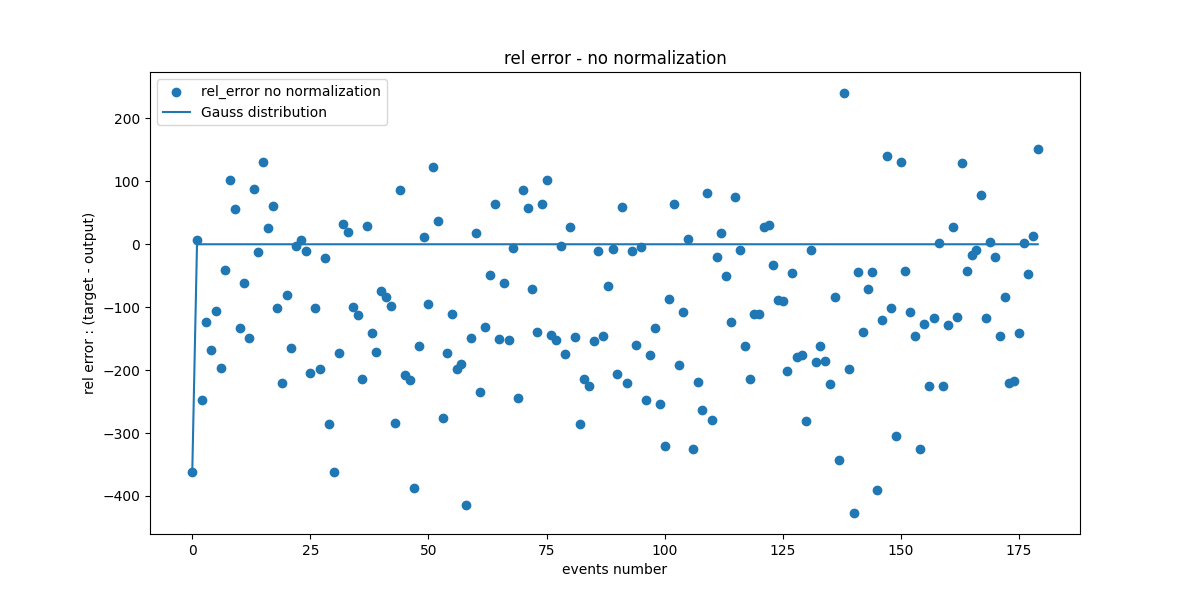 rel error - no normalization
rel_error no normalization
Gauss distribution
rel error : (target - output)
200
100
0
−100
−200
−300
−400
0 25 50 75 100 125 150 175
events number